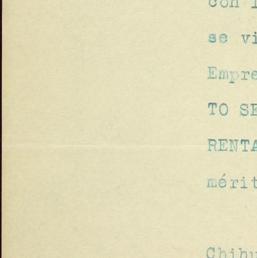 con l
se vi
Empre
TO SE
RENTA
mérit
Chihu